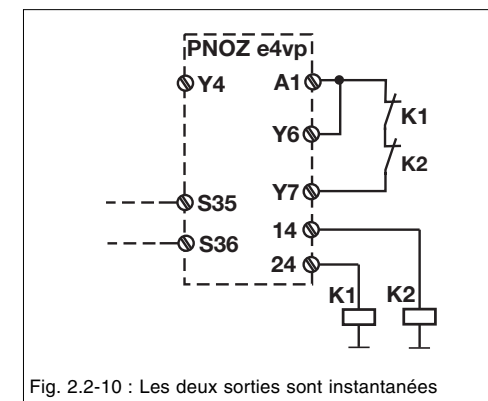 PNOZ e4vp
Y4
A1
K1
Y6
K2
Y7
S35
14
S36
24
K1
K2
Fig. 2.2-10 : Les deux sorties sont instantanées